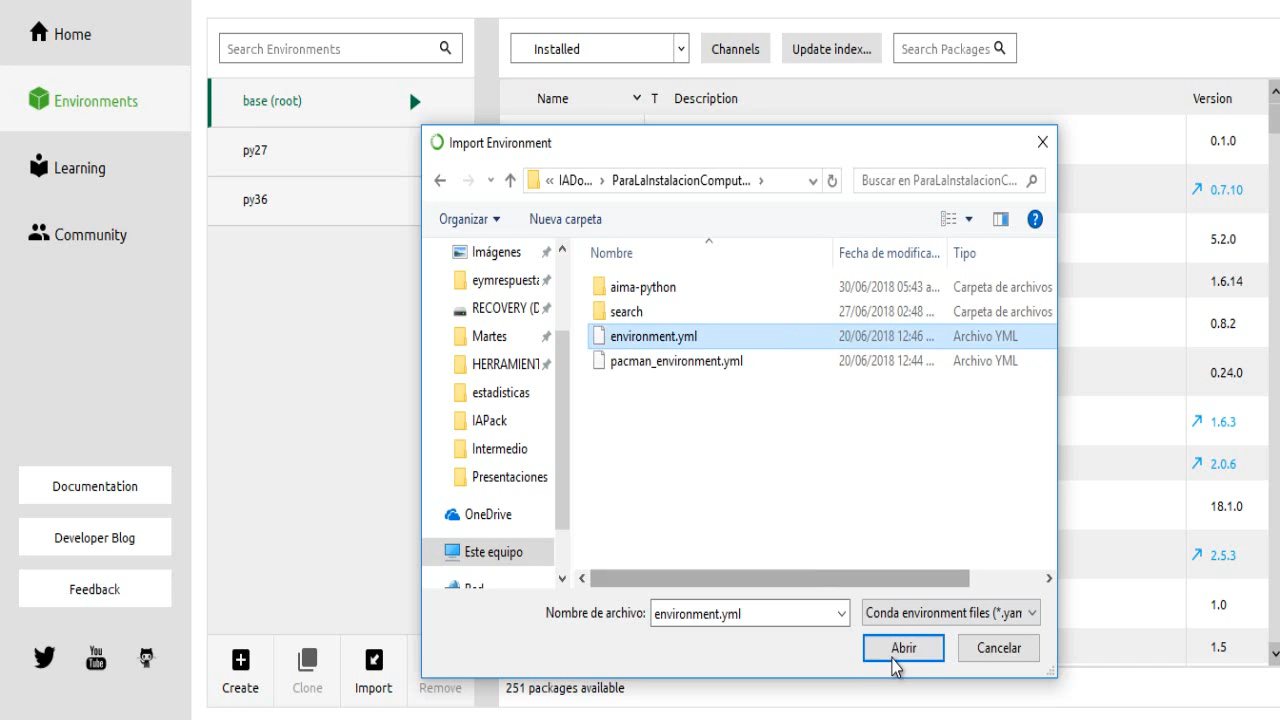 Home
Environments
Learning
Community
Documentation
Developer Blog
Feedback
You
Tube
Search Environments
base (root)
py27
py36
Create
Clone
Import
Remove
Installed
Channels
Update index...
Search Packages
Name
T
Description
Version
0.1.0
0.7.10
5.2.0
1.6.14
0.8.2
0.24.0
1.6.3
2.0.6
18.1.0
2.5.3
1.0
1.5
251 packages available
Import Environment
« IADo... › ParaLaInstalacionComput... ›
Buscar en ParaLaInstalacionC...
Organizar
Nueva carpeta
?
Imágenes
eymrespuesta
RECOVERY (D
Martes
HERRAMIENT
estadisticas
IAPack
Intermedio
Presentaciones
OneDrive
Este equipo
Nombre
Fecha de modifica...
Tipo
aima-python 30/06/2018 05:43 a... Carpeta de archivos
search 27/06/2018 02:48 ... Carpeta de archivos
environment.yml 20/06/2018 12:46 ... Archivo YML
pacman_environment.yml 20/06/2018 12:44 ... Archivo YML
Nombre de archivo: environment.yml
Conda environment files (*.yam
Abrir
Cancelar